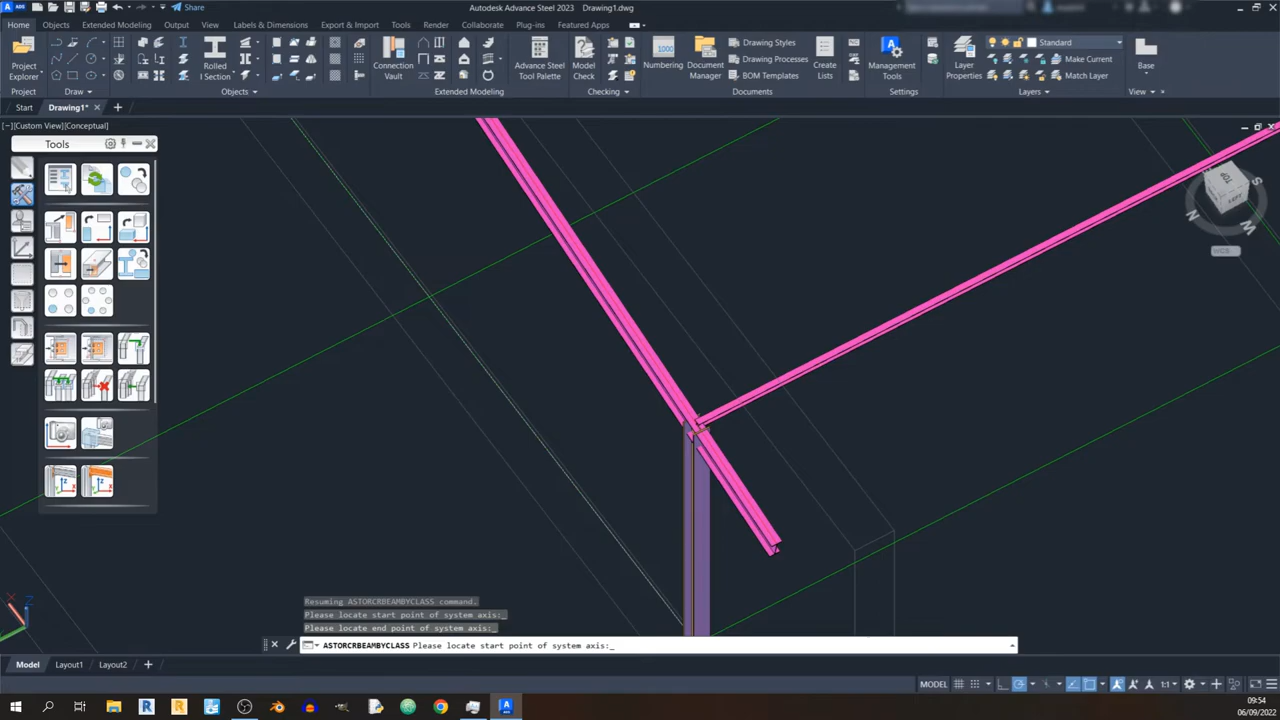 Share
Autodesk Advance Steel 2023 Drawing1.dwg
Home Objects Extended Modeling Output View Labels & Dimensions Export & Import Tools Render Collaborate Plug-ins Featured Apps
Project Explorer
Rolled I Section
Connection Vault
Advance Steel Tool Palette
Model Check
1000
Numbering
Document Manager
Drawing Styles
Drawing Processes
BOM Templates
Create Lists
Management Tools
Layer Properties
Standard
Make Current
Match Layer
Base
Project Draw Objects Extended Modeling Checking Documents Settings Layers View
Start Drawing1*
[-][Custom View][Conceptual]
Tools
TOP
N
S
W
WCS
X
Z
Resuming ASTORCRBEAMBYCLASS command.
Please locate start point of system axis:_
Please locate end point of system axis:_
ASTORCRBEAMBYCLASS Please locate start point of system axis:_
Model Layout1 Layout2
MODEL 1:1
09:54
06/09/2022